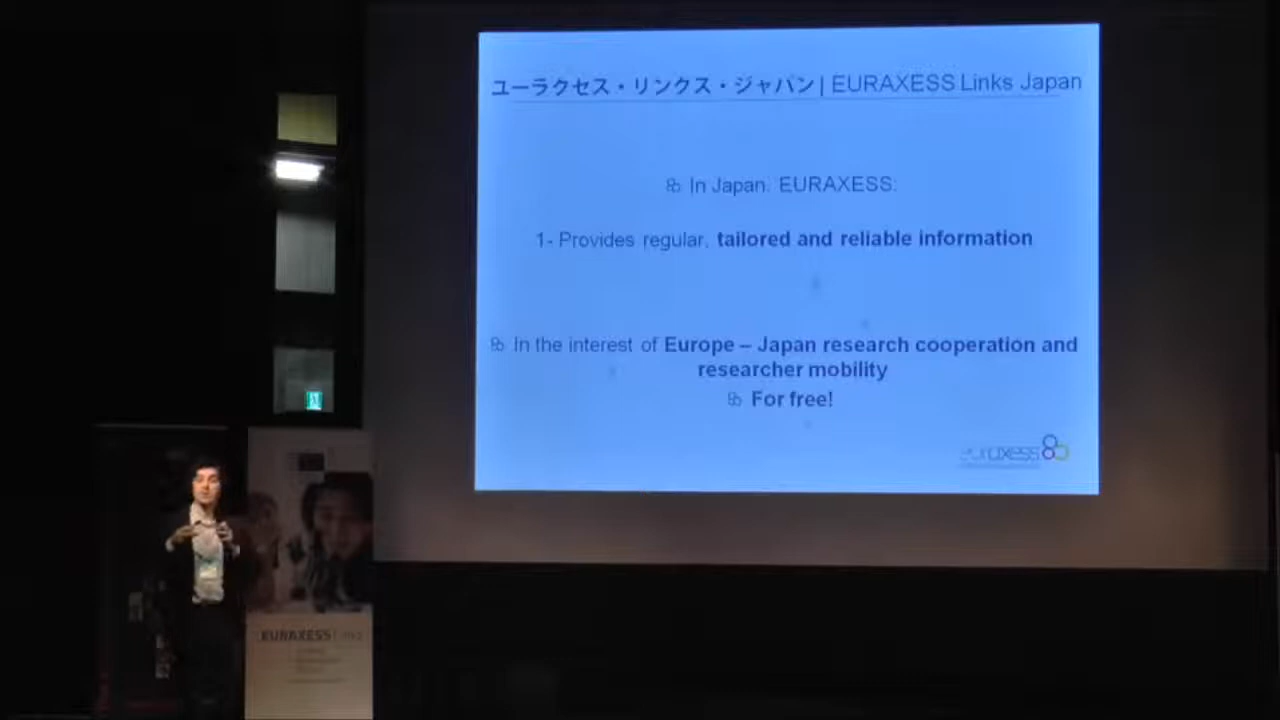 ユーラクセス・リンクス・ジャパン | EURAXESS Links Japan
In Japan, EURAXESS:
1- Provides regular, tailored and reliable information
In the interest of Europe – Japan research cooperation and
researcher mobility
For free!
euraxess
EURAXESS Links